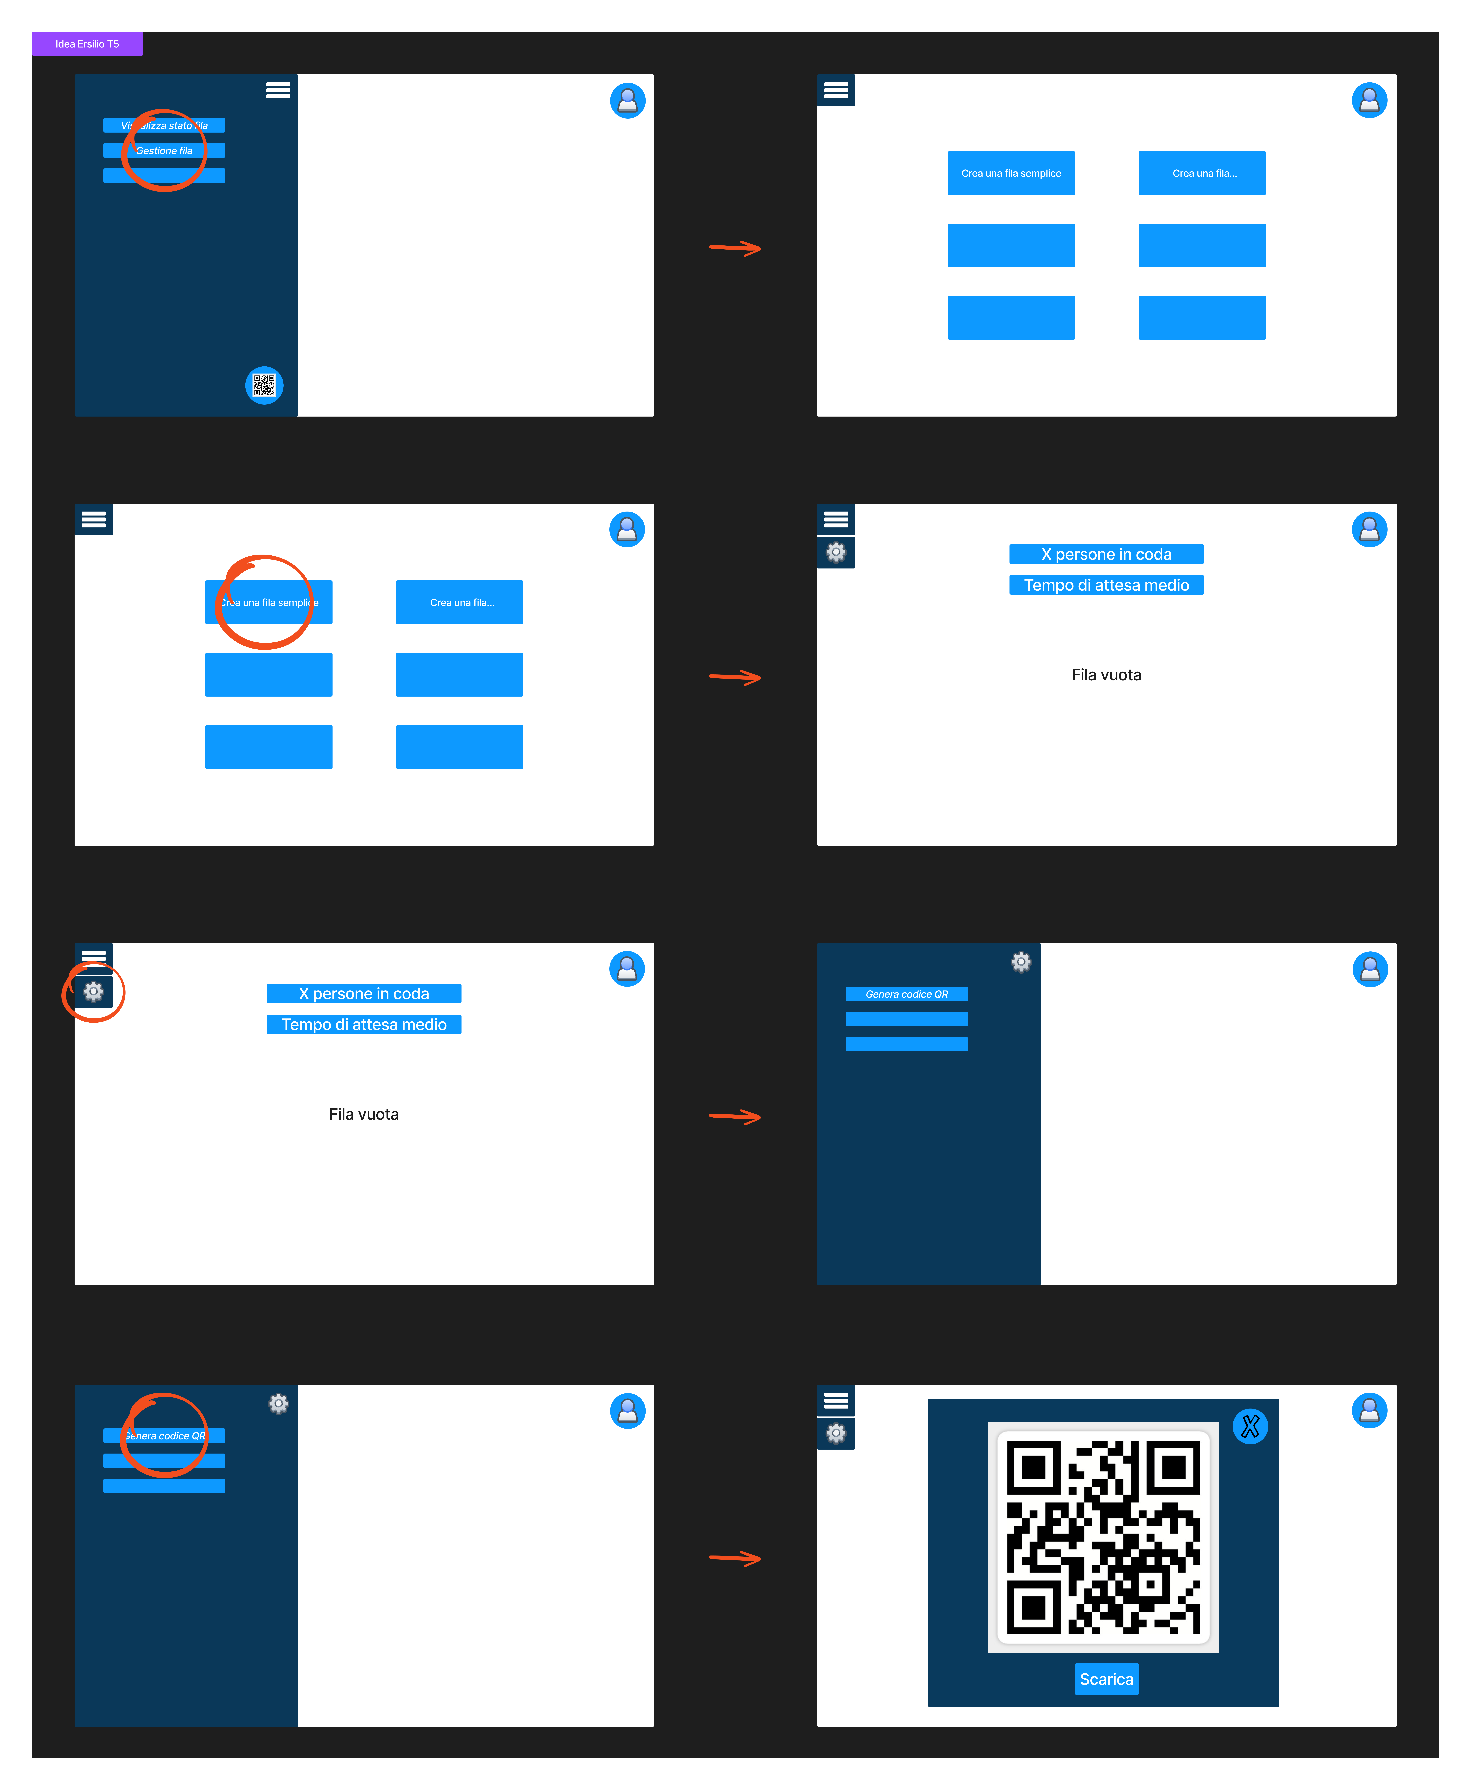 Idea Ersilio T5
Visualizza stato fila
Gestione fila
Crea una fila semplice
Crea una fila...
Crea una fila semplice
Crea una fila...
X persone in coda
Tempo di attesa medio
Fila vuota
X persone in coda
Tempo di attesa medio
Fila vuota
Genera codice QR
Genera codice QR
X
Scarica